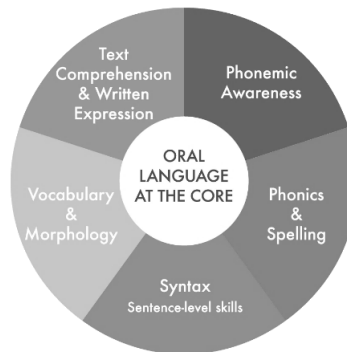 Text
Comprehension
& Written
Expression
Phonemic
Awareness
ORAL
LANGUAGE
AT THE CORE
Vocabulary
&
Morphology
Phonics
&
Spelling
Syntax
Sentence-level skills